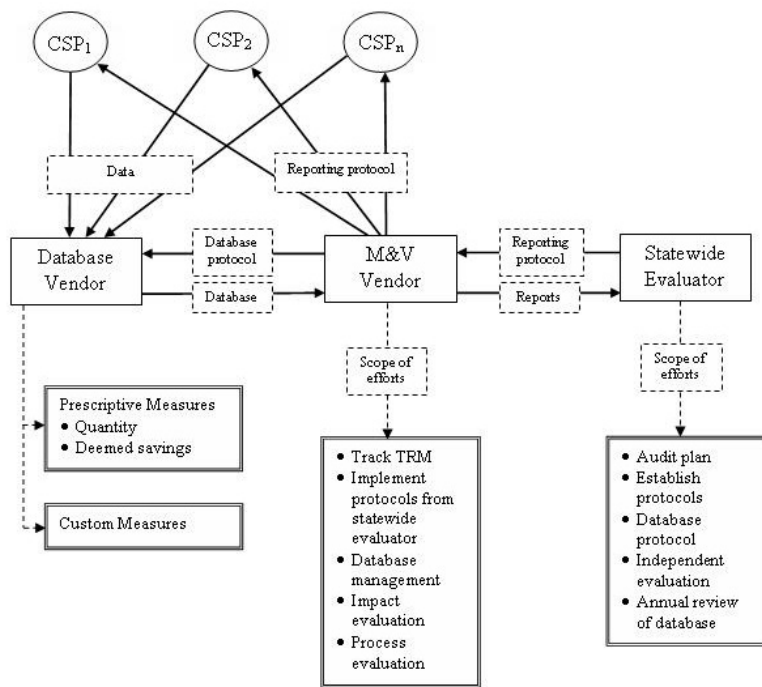 CSP₁
CSP₂
CSPₙ
Data
Reporting protocol
Database
Vendor
Database
protocol
Database
M&V
Vendor
Reporting
protocol
Reports
Statewide
Evaluator
Scope of
efforts
Scope of
efforts
Prescriptive Measures
• Quantity
• Deemed savings
Custom Measures
• Track TRM
• Implement
protocols from
statewide
evaluator
• Database
management
• Impact
evaluation
• Process
evaluation
• Audit plan
• Establish
protocols
• Database
protocol
• Independent
evaluation
• Annual review
of database